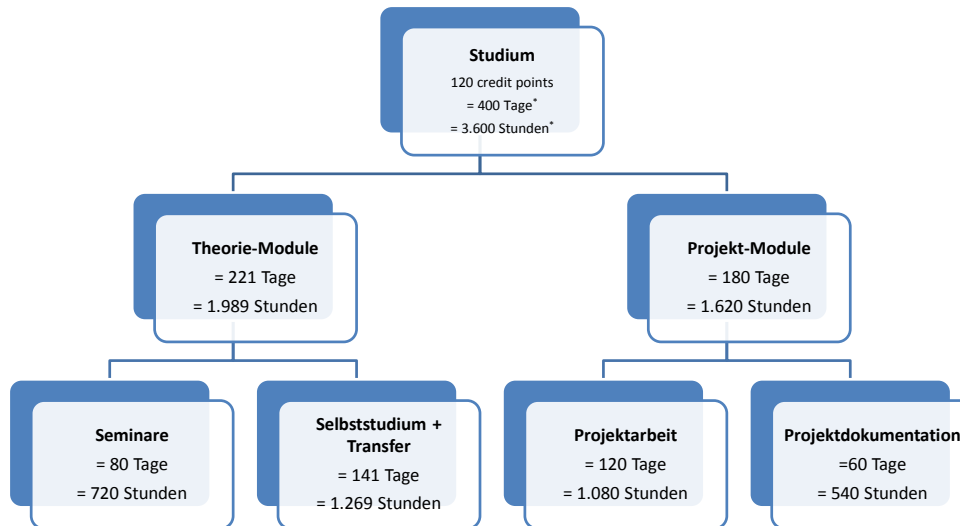 Studium
120 credit points
= 400 Tage*
= 3.600 Stunden*
Theorie-Module
= 221 Tage
= 1.989 Stunden
Projekt-Module
= 180 Tage
= 1.620 Stunden
Seminare
= 80 Tage
= 720 Stunden
Selbststudium +
Transfer
= 141 Tage
= 1.269 Stunden
Projektarbeit
= 120 Tage
= 1.080 Stunden
Projektdokumentation
=60 Tage
= 540 Stunden